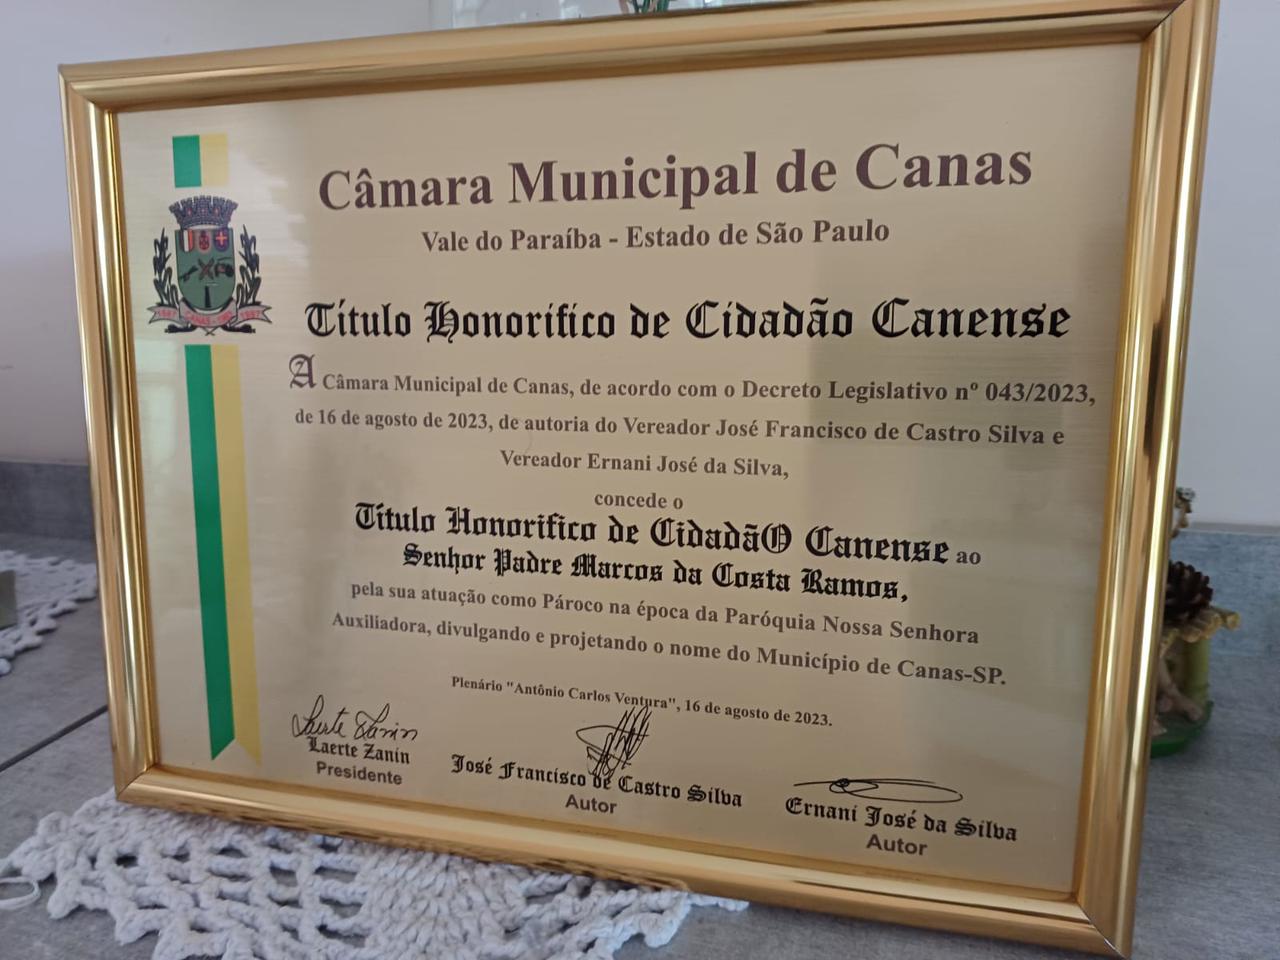 Câmara Municipal de Canas
Vale do Paraíba - Estado de São Paulo
Título Honorífico de Cidadão Canense
A Câmara Municipal de Canas, de acordo com o Decreto Legislativo nº 043/2023,
de 16 de agosto de 2023, de autoria do Vereador José Francisco de Castro Silva e
Vereador Ernani José da Silva,
concede o
Título Honorífico de CidadãO Canense ao
Senhor Padre Marcos da Costa Ramos,
pela sua atuação como Pároco na época da Paróquia Nossa Senhora
Auxiliadora, divulgando e projetando o nome do Município de Canas-SP.
Plenário "Antônio Carlos Ventura", 16 de agosto de 2023.
Laerte Zanin
Laerte Zanin
Presidente
José Francisco de Castro Silva
Autor
Ernani José da Silva
Autor
CANAS